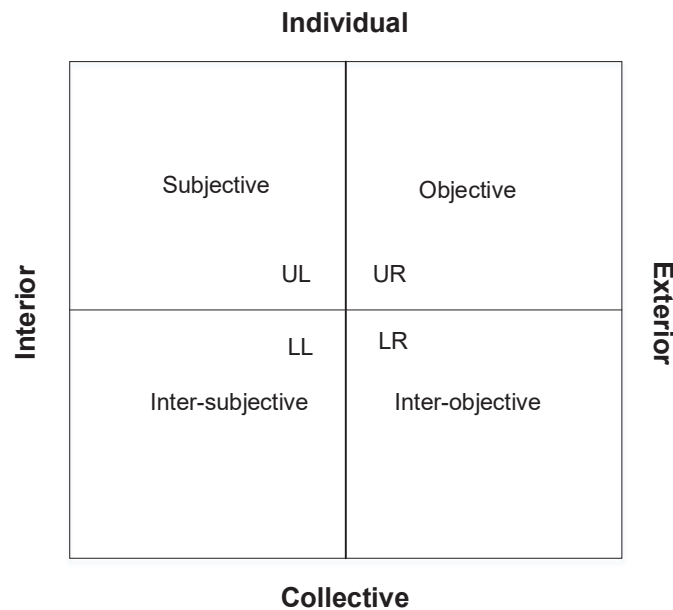 Individual
Subjective
Objective
UL
UR
Interior
Exterior
LL
LR
Inter-subjective
Inter-objective
Collective